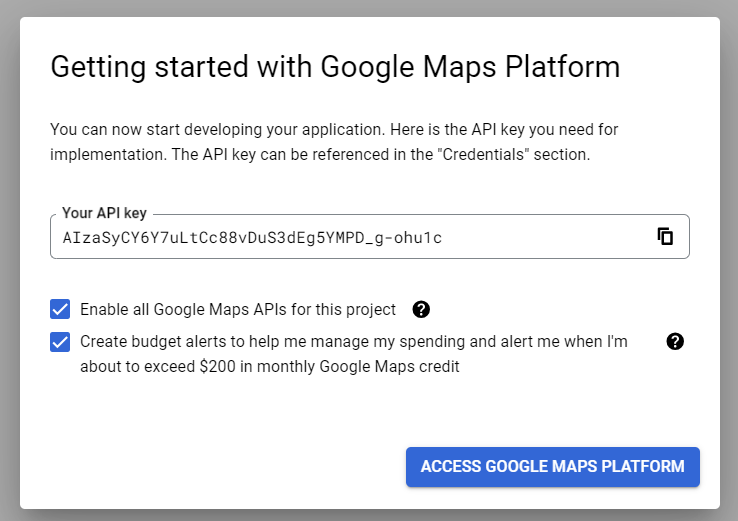 Getting started with Google Maps Platform
You can now start developing your application. Here is the API key you need for
implementation. The API key can be referenced in the "Credentials" section.
Your API key
AIzaSyCY6Y7uLtCc88vDuS3dEg5YMPD_g-ohu1c
Enable all Google Maps APIs for this project
Create budget alerts to help me manage my spending and alert me when I'm
about to exceed $200 in monthly Google Maps credit
ACCESS GOOGLE MAPS PLATFORM